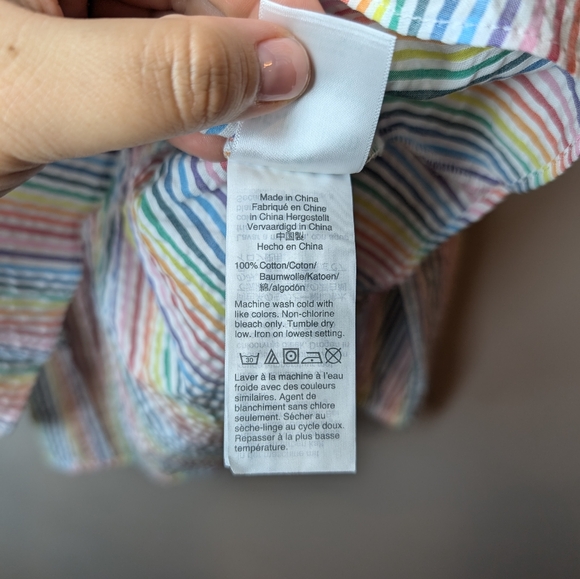 Made in China
Fabriqué en Chine
in China Hergestellt
Vervaardigd in China
中国製
Hecho en China
100% Cotton/Coton/
Baumwolle/Katoen/
綿/algodón
Machine wash cold with
like colors. Non-chlorine
bleach only. Tumble dry
low. Iron on lowest setting.
30
Laver à la machine à l'eau
froide avec des couleurs
similaires. Agent de
blanchiment sans chlore
seulement. Sécher au
sèche-linge au cycle doux.
Repasser à la plus basse
température.